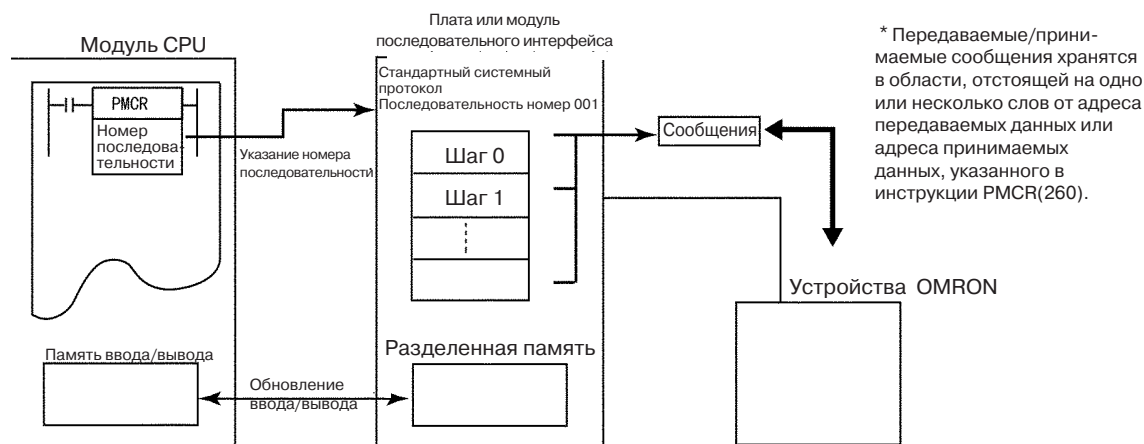 Модуль CPU
PMCR
Номер
последова-
тельности
Указание номера
последовательности
Память ввода/вывода
Обновление
ввода/вывода
Плата или модуль
последовательного интерфейса
Стандартный системный
протокол
Последовательность номер 001
Шаг 0
Шаг 1
Разделенная память
Сообщения
Устройства OMRON
* Передаваемые/прини-
маемые сообщения хранятся
в области, отстоящей на одно
или несколько слов от адреса
передаваемых данных или
адреса принимаемых
данных, указанного в
инструкции PMCR(260).